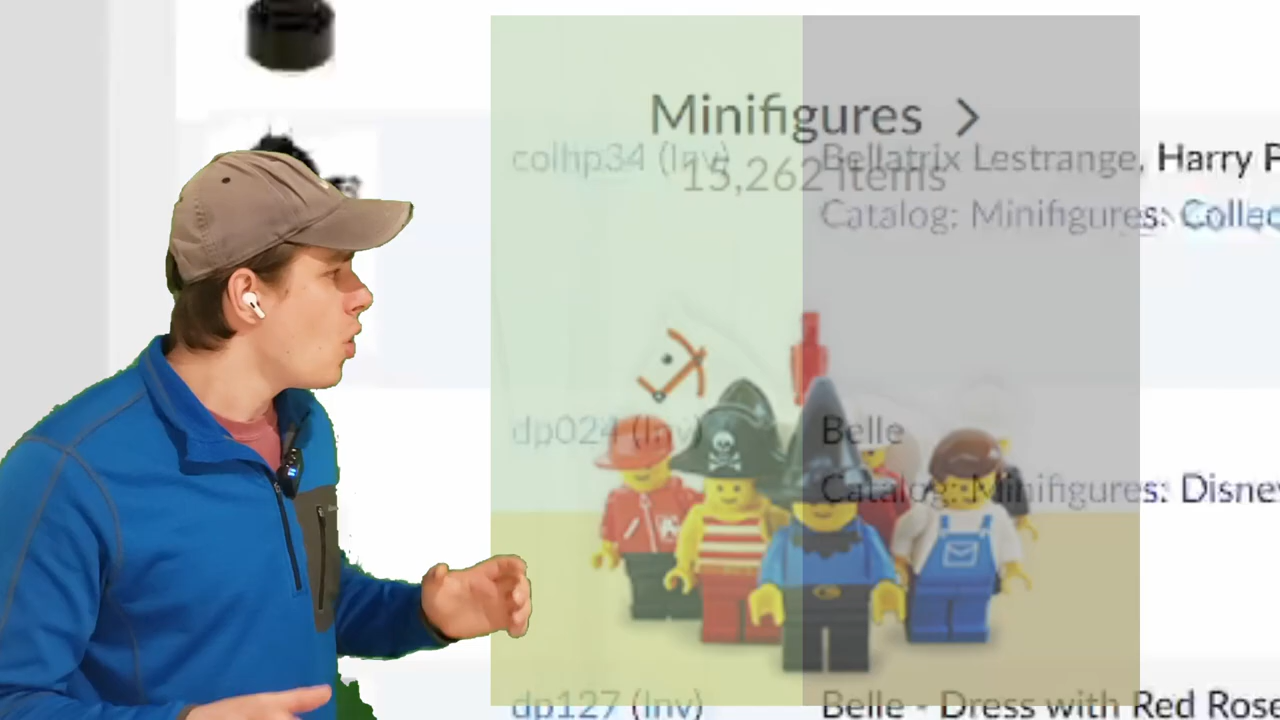 Minifigures >
colhp34 (Inv) Bellatrix Lestrange, Harry P
15,262 items
Catalog: Minifigures: Collec
dp024 (Inv) Belle
Catalog: Minifigures: Disney
dp127 (Inv) Belle - Dress with Red Rose